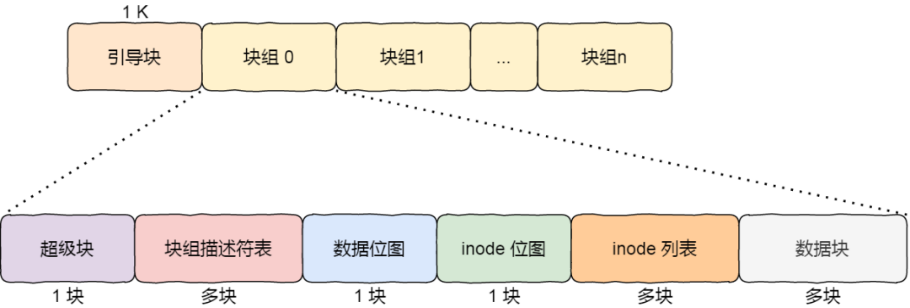 1 K
引导块
块组 0
块组1
...
块组n
超级块
块组描述符表
数据位图
inode 位图
inode 列表
数据块
1 块
多块
1 块
1 块
多块
多块